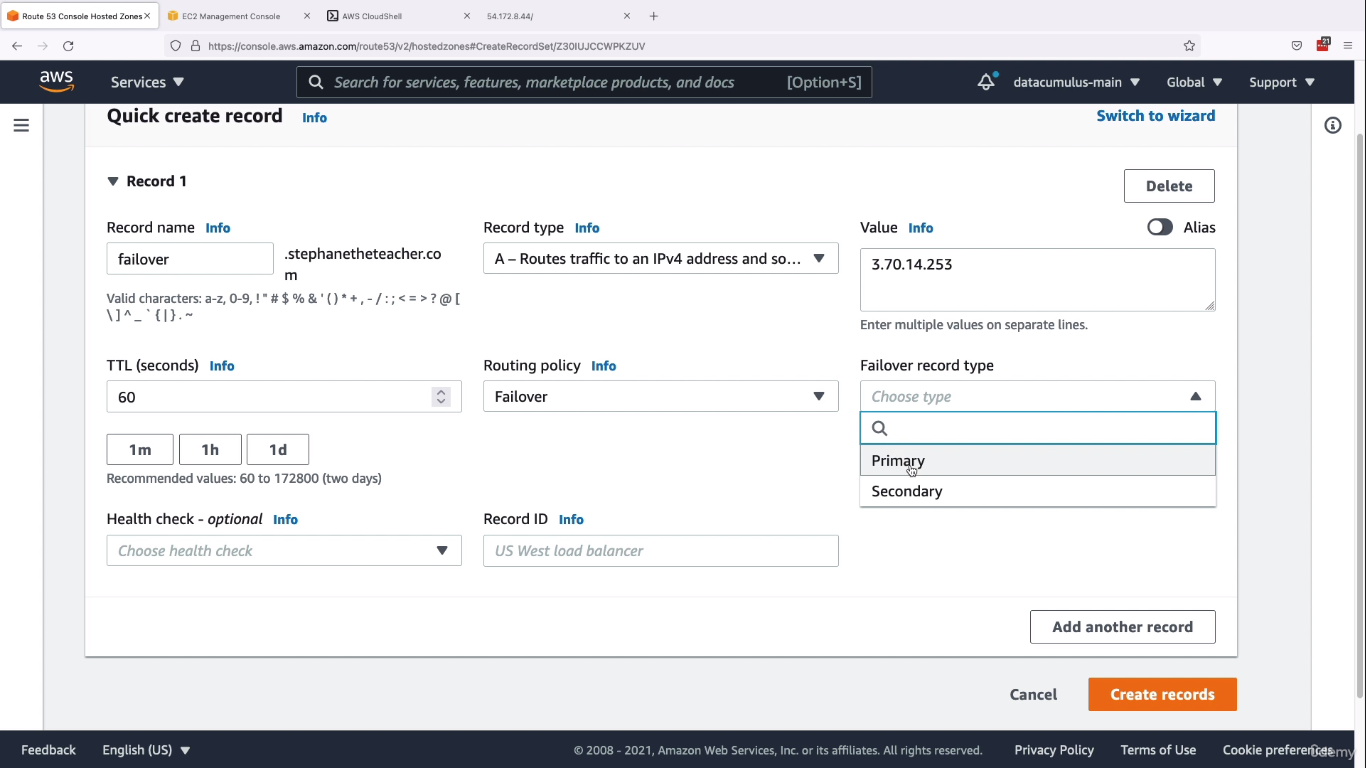 Route 53 Console Hosted Zones
EC2 Management Console
AWS CloudShell
54.172.8.44/
https://console.aws.amazon.com/route53/v2/hostedzones#CreateRecordSet/Z30IUJCCWPKZUV
21
aws
Services
Search for services, features, marketplace products, and docs
[Option+S]
datacumulus-main
Global
Support
Quick create record
Info
Switch to wizard
Record 1
Delete
Record name Info
Record type Info
Value Info
Alias
failover
.stephanetheteacher.co
m
A – Routes traffic to an IPv4 address and so...
3.70.14.253
Valid characters: a-z, 0-9, ! " # $ % & ' ( ) * + , - / : ; < = > ? @ [
\ ] ^ _ ` { | } . ~
Enter multiple values on separate lines.
TTL (seconds) Info
Routing policy Info
Failover record type
60
Failover
Choose type
1m
1h
1d
Primary
Recommended values: 60 to 172800 (two days)
Secondary
Health check - optional Info
Record ID Info
Choose health check
US West load balancer
Add another record
Cancel
Create records
Feedback
English (US)
© 2008 - 2021, Amazon Web Services, Inc. or its affiliates. All rights reserved.
Privacy Policy
Terms of Use
Cookie preferences
Udemy